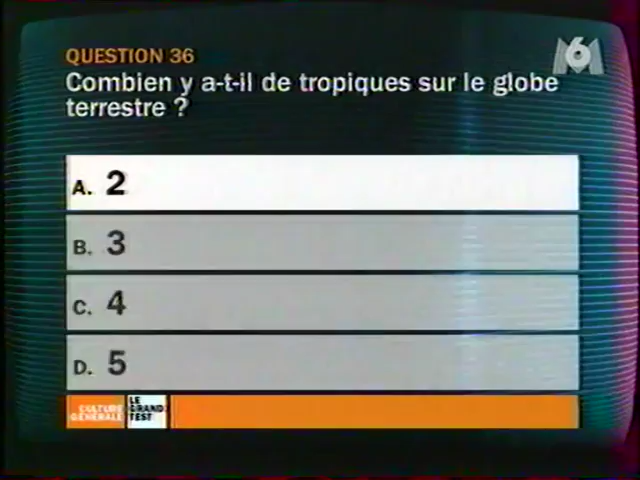 QUESTION 36
M6
Combien y a-t-il de tropiques sur le globe
terrestre ?
A. 2
B. 3
C. 4
D. 5
CULTURE
GÉNÉRALE
LE
GRAND
TEST